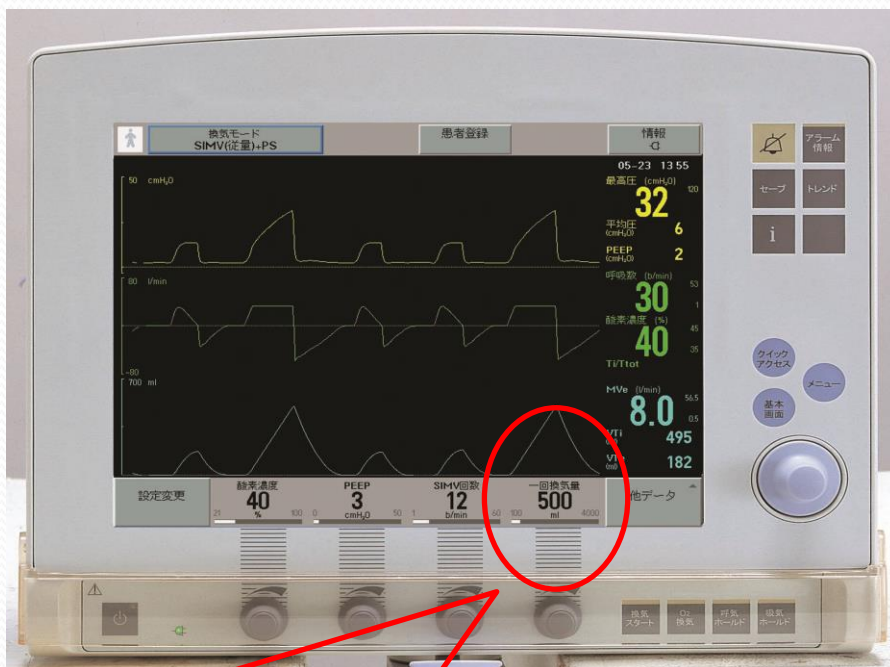 換気モード
SIMV(従量)+PS
患者登録
情報
05-23 13 55
50 cmH₂O
最高圧 (cmH₂O)
120
32
平均圧
(cmH₂O)
6
PEEP
(cmH₂O)
2
80 l/min
呼吸数 (b/min)
53
30
1
酸素濃度 (%)
45
40
35
Ti/Ttot
-80
700 ml
MVe (l/min)
56.5
8.0
0.5
VTi
495
182
設定変更
酸素濃度
40
21 % 100
PEEP
3
0 cmH₂O 50
SIMV回数
12
1 b/min 60
一回換気量
500
100 ml 4000
他データ
アラーム
情報
セーブ
トレンド
i
クイック
アクセス
メニュー
基本
画面
換気
スタート
O₂
換気
呼気
ホールド
吸気
ホールド